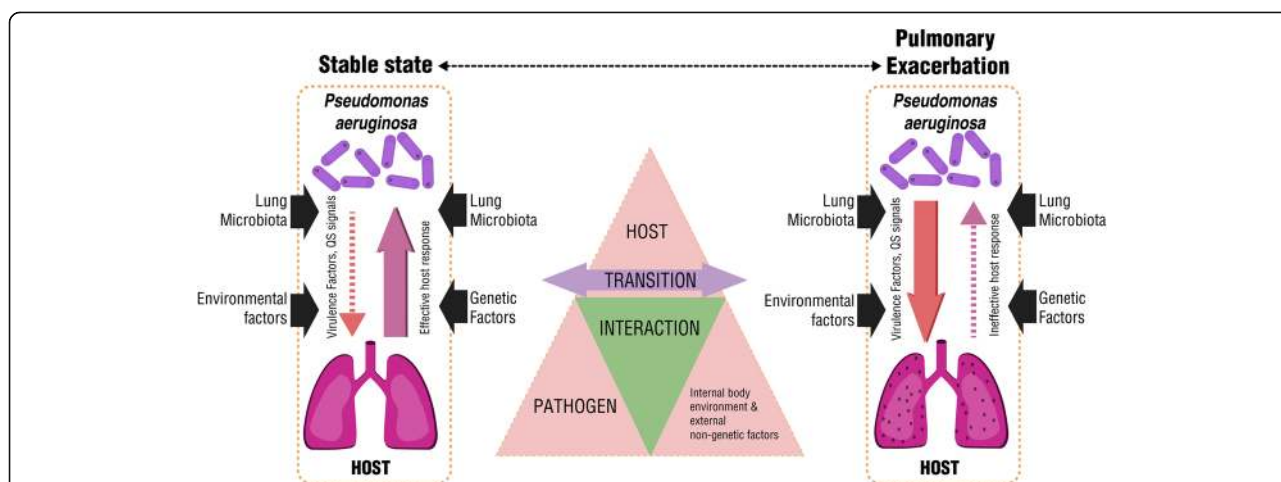 Stable state
Pulmonary
Exacerbation
Pseudomonas
aeruginosa
Lung
Microbiota
Lung
Microbiota
Virulence Factors, QS signals
Effective host response
Environmental
factors
Genetic
Factors
HOST
HOST
TRANSITION
INTERACTION
PATHOGEN
Internal body
environment &
external
non-genetic factors
Pseudomonas
aeruginosa
Lung
Microbiota
Lung
Microbiota
Virulence Factors, QS signals
Ineffective host response
Environmental
factors
Genetic
Factors
HOST